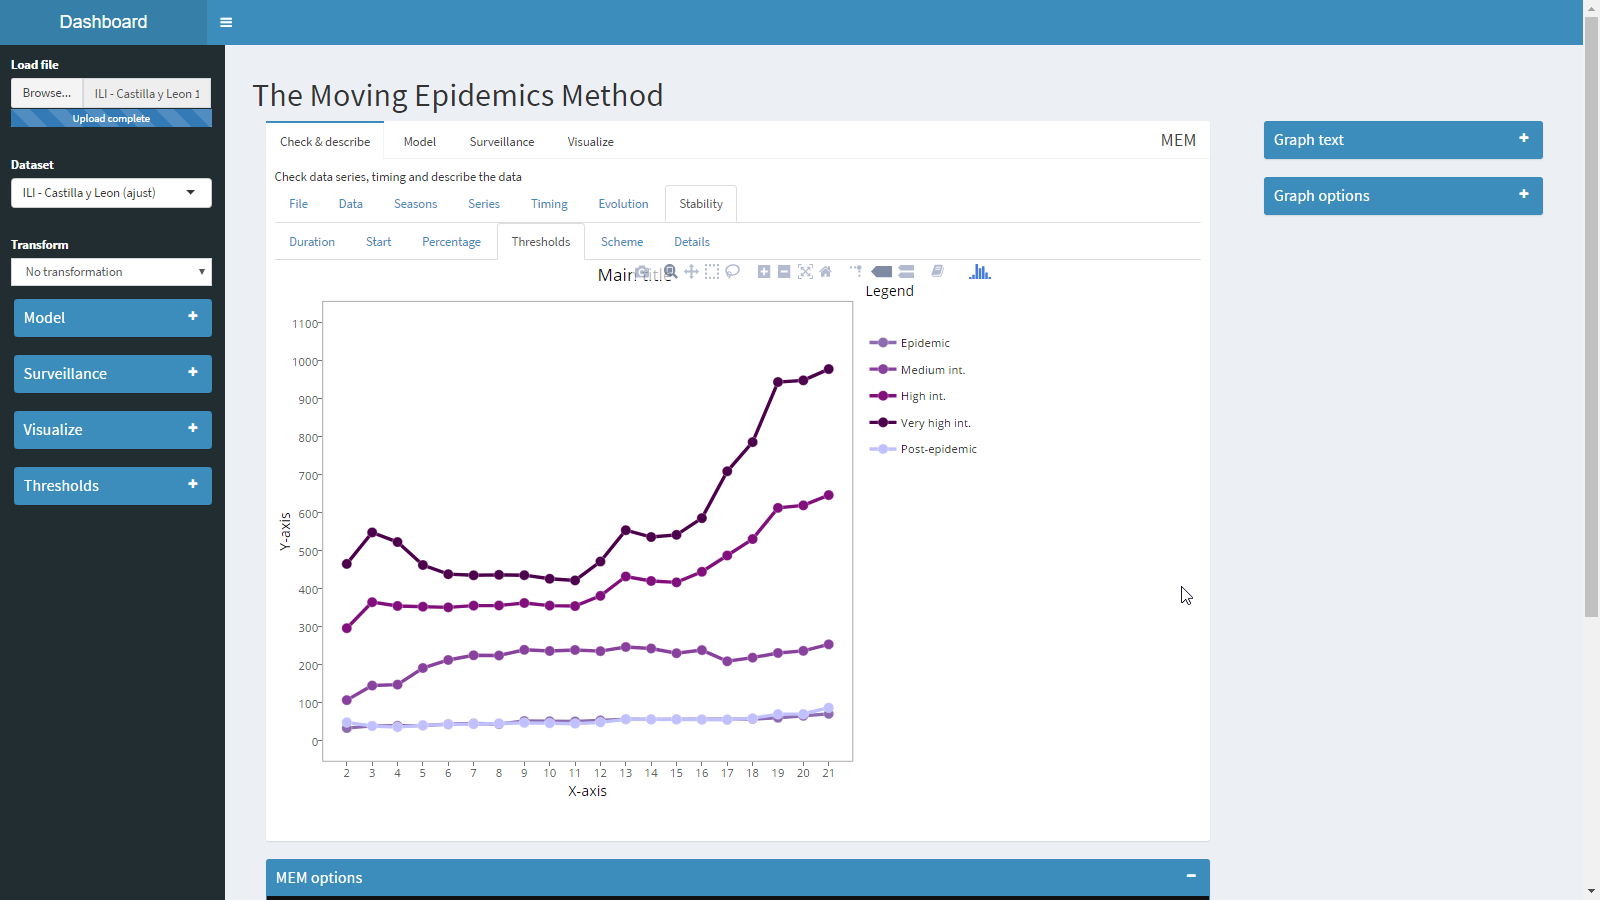 Dashboard
Load file
Browse...
ILI - Castilla y Leon 1
Upload complete
Dataset
ILI - Castilla y Leon (ajust)
Transform
No transformation
Model
Surveillance
Visualize
Thresholds
The Moving Epidemics Method
Check & describe Model Surveillance Visualize MEM
Check data series, timing and describe the data
File Data Seasons Series Timing Evolution Stability
Duration Start Percentage Thresholds Scheme Details
Main title
Legend
Epidemic
Medium int.
High int.
Very high int.
Post-epidemic
1100
1000
900
800
700
600
500
400
300
200
100
0
Y-axis
2 3 4 5 6 7 8 9 10 11 12 13 14 15 16 17 18 19 20 21
X-axis
MEM options
Graph text
Graph options